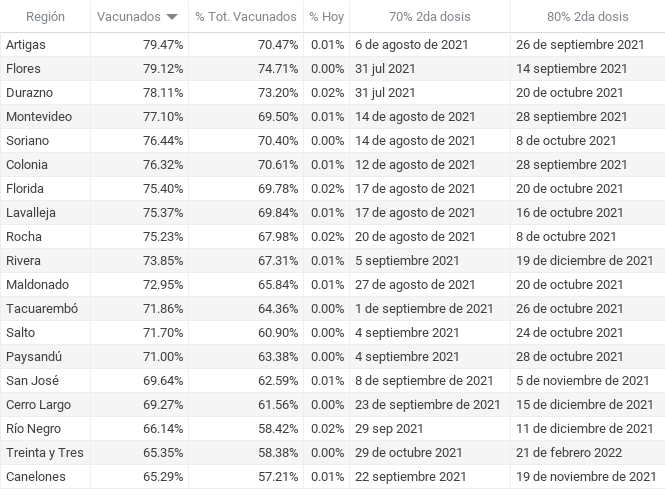 Región Vacunados % Tot. Vacunados % Hoy 70% 2da dosis 80% 2da dosis
Artigas 79.47% 70.47% 0.01% 6 de agosto de 2021 26 de septiembre 2021
Flores 79.12% 74.71% 0.00% 31 jul 2021 14 septiembre 2021
Durazno 78.11% 73.20% 0.02% 31 jul 2021 20 de octubre 2021
Montevideo 77.10% 69.50% 0.01% 14 de agosto de 2021 28 septiembre 2021
Soriano 76.44% 70.40% 0.00% 14 de agosto de 2021 8 de octubre 2021
Colonia 76.32% 70.61% 0.01% 12 de agosto de 2021 28 septiembre 2021
Florida 75.40% 69.78% 0.02% 17 de agosto de 2021 20 de octubre 2021
Lavalleja 75.37% 69.84% 0.01% 17 de agosto de 2021 16 de octubre 2021
Rocha 75.23% 67.98% 0.02% 20 de agosto de 2021 8 de octubre 2021
Rivera 73.85% 67.31% 0.01% 5 septiembre 2021 19 de diciembre de 2021
Maldonado 72.95% 65.84% 0.01% 27 de agosto de 2021 20 de octubre 2021
Tacuarembó 71.86% 64.36% 0.00% 1 de septiembre de 2021 26 de octubre 2021
Salto 71.70% 60.90% 0.00% 4 septiembre 2021 24 de octubre 2021
Paysandú 71.00% 63.38% 0.00% 4 septiembre 2021 28 de octubre 2021
San José 69.64% 62.59% 0.01% 8 de septiembre de 2021 5 de noviembre de 2021
Cerro Largo 69.27% 61.56% 0.00% 23 de septiembre de 2021 15 de diciembre de 2021
Río Negro 66.14% 58.42% 0.02% 29 sep 2021 11 de diciembre de 2021
Treinta y Tres 65.35% 58.38% 0.00% 29 de octubre de 2021 21 de febrero 2022
Canelones 65.29% 57.21% 0.01% 22 septiembre 2021 19 de noviembre de 2021